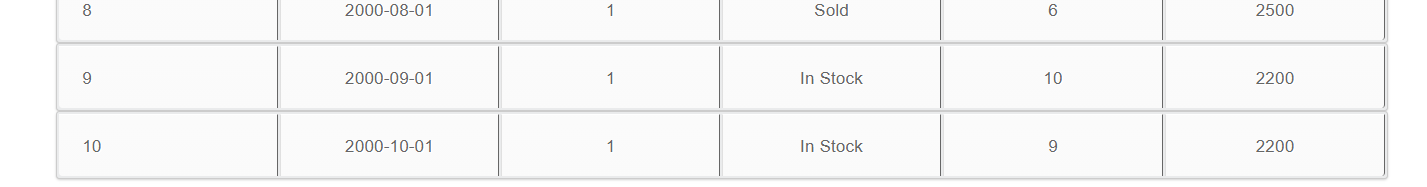 8 2000-08-01 1 Sold 6 2500
9 2000-09-01 1 In Stock 10 2200
10 2000-10-01 1 In Stock 9 2200